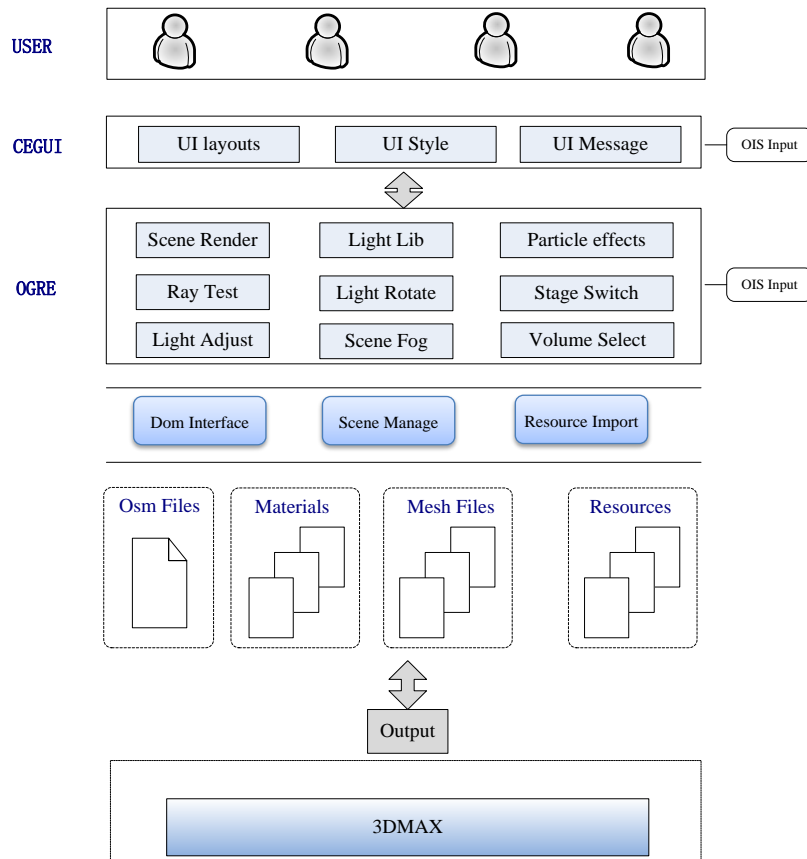 USER
CEGUI
UI layouts
UI Style
UI Message
OIS Input
OGRE
Scene Render
Light Lib
Particle effects
Ray Test
Light Rotate
Stage Switch
OIS Input
Light Adjust
Scene Fog
Volume Select
Dom Interface
Scene Manage
Resource Import
Osm Files
Materials
Mesh Files
Resources
Output
3DMAX